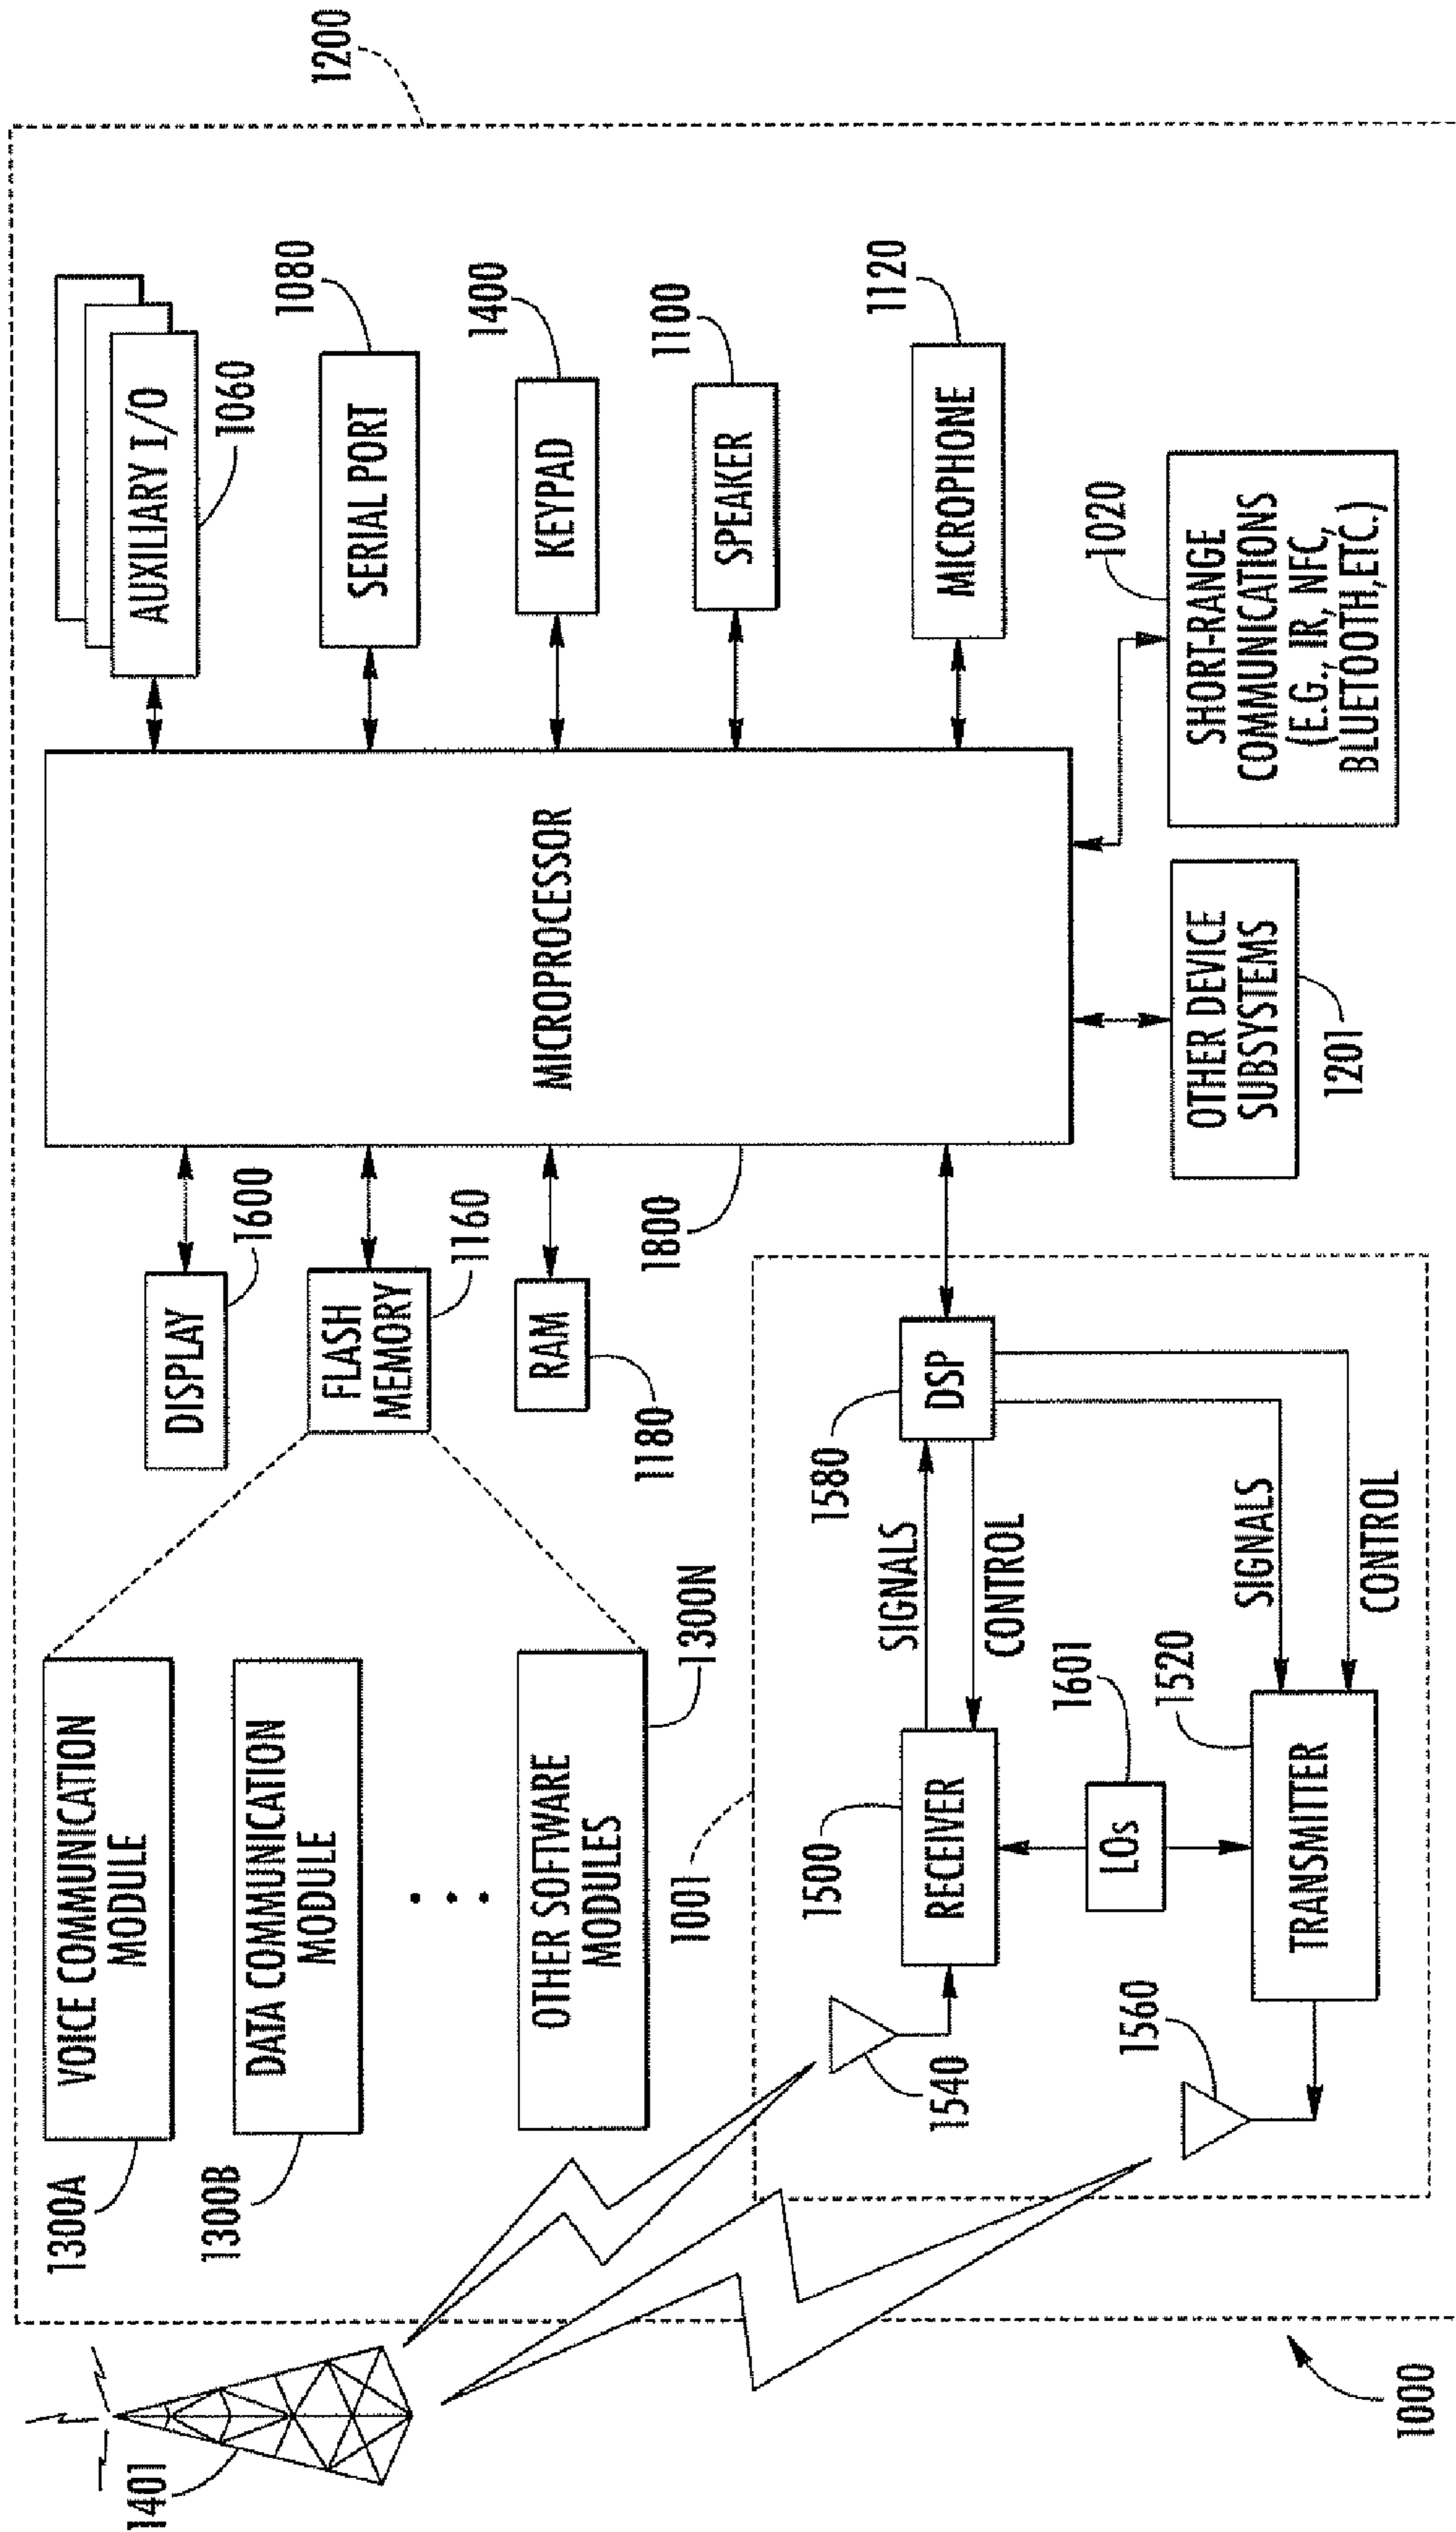 1401
1300A
VOICE COMMUNICATION
MODULE
1300B
DATA COMMUNICATION
MODULE
OTHER SOFTWARE
MODULES
1300N
DISPLAY
1600
FLASH
MEMORY
1160
RAM
1180
1800
MICROPROCESSOR
AUXILIARY I/O
1060
SERIAL PORT
1080
KEYPAD
1400
SPEAKER
1100
MICROPHONE
1120
1200
1001
1540
1500
RECEIVER
SIGNALS
CONTROL
1580
DSP
1601
LOs
1560
1520
TRANSMITTER
SIGNALS
CONTROL
OTHER DEVICE
SUBSYSTEMS
1201
1020
SHORT-RANGE
COMMUNICATIONS
(E.G., IR, NFC,
BLUETOOTH,ETC.)
1000